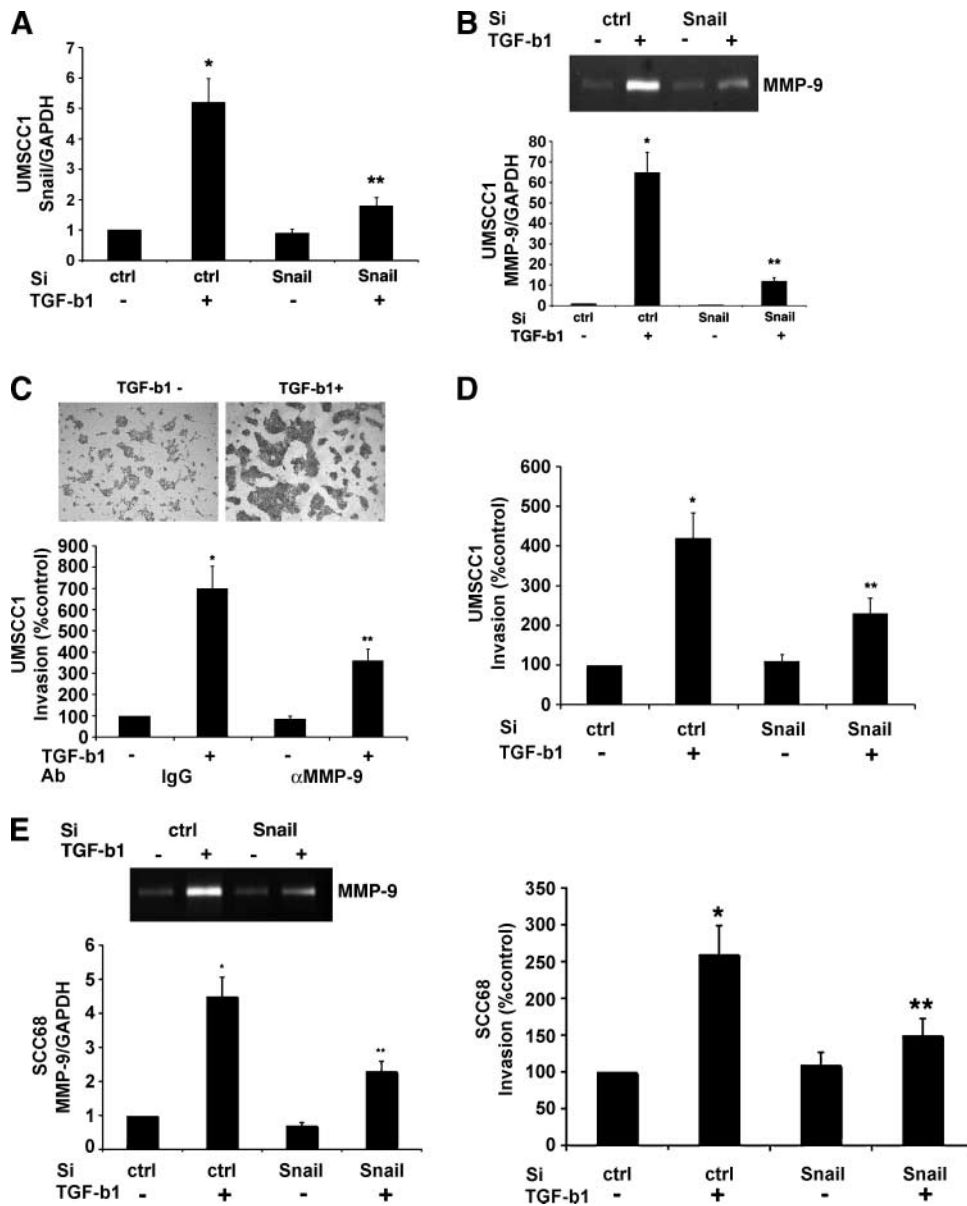 A
UMSCC1
Snail/GAPDH
7
6
5
4
3
2
1
0
*
**
Si ctrl ctrl Snail Snail
TGF-b1 - + - +
B
Si ctrl Snail
TGF-b1 - + - +
MMP-9
UMSCC1
MMP-9/GAPDH
80
70
60
50
40
30
20
10
0
*
**
Si ctrl ctrl Snail Snail
TGF-b1 - + - +
C
TGF-b1 - TGF-b1+
UMSCC1
Invasion (%control)
900
800
700
600
500
400
300
200
100
0
*
**
TGF-b1 - + - +
Ab IgG αMMP-9
D
UMSCC1
Invasion (%control)
600
500
400
300
200
100
0
*
**
Si ctrl ctrl Snail Snail
TGF-b1 - + - +
E
Si ctrl Snail
TGF-b1 - + - +
MMP-9
SCC68
MMP-9/GAPDH
6
5
4
3
2
1
0
*
**
Si ctrl ctrl Snail Snail
TGF-b1 - + - +
SCC68
Invasion (%control)
350
300
250
200
150
100
50
0
*
**
Si ctrl ctrl Snail Snail
TGF-b1 - + - +